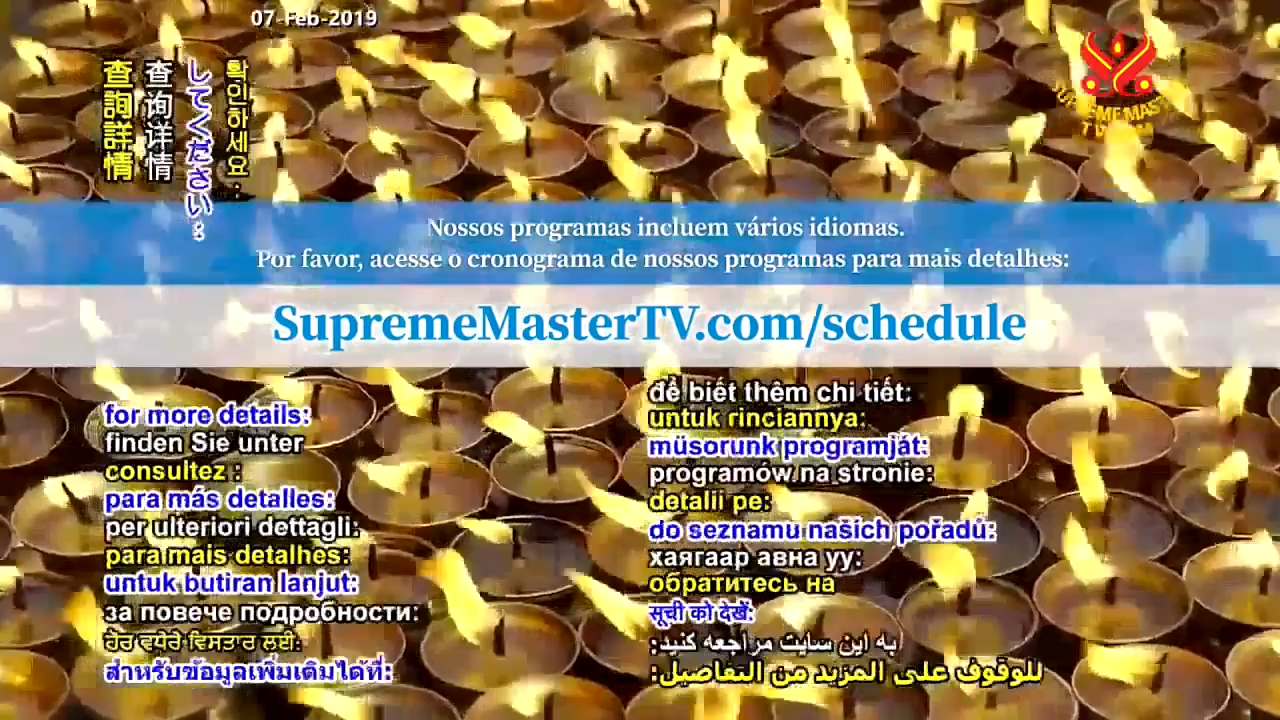 07-Feb-2019
SUPREME MASTER
TV
查詢詳情
查询详情
してください:
확인하세요:
Nossos programas incluem vários idiomas.
Por favor, acesse o cronograma de nossos programas para mais detalhes:
SupremeMasterTV.com/schedule
for more details:
finden Sie unter
consultez :
para más detalles:
per ulteriori dettagli:
para mais detalhes:
untuk butiran lanjut:
за повече подробности:
ਹੋਰ ਵਧੇਰੇ ਵਿਸਤਾਰ ਲਈ:
สำหรับข้อมูลเพิ่มเติมได้ที่:
để biết thêm chi tiết:
untuk rinciannya:
műsorunk programját:
programów na stronie:
detalii pe:
do seznamu našich pořadů:
хаягаар авна уу:
обратитесь на
सूची को देखें:
به این سایت مراجعه کنید:
للوقوف على المزيد من التفاصيل: